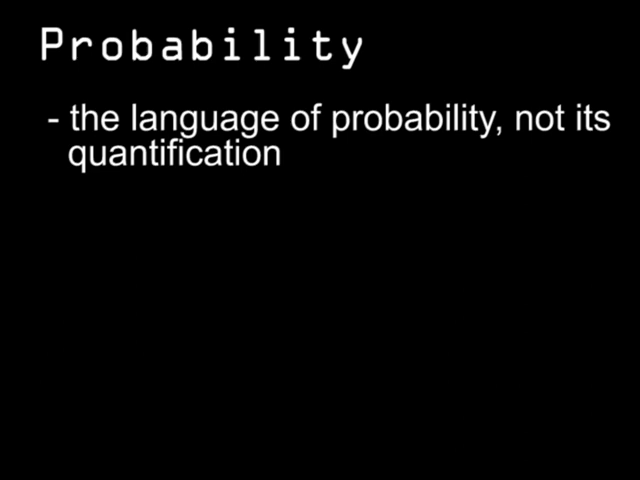 Probability
- the language of probability, not its
quantification